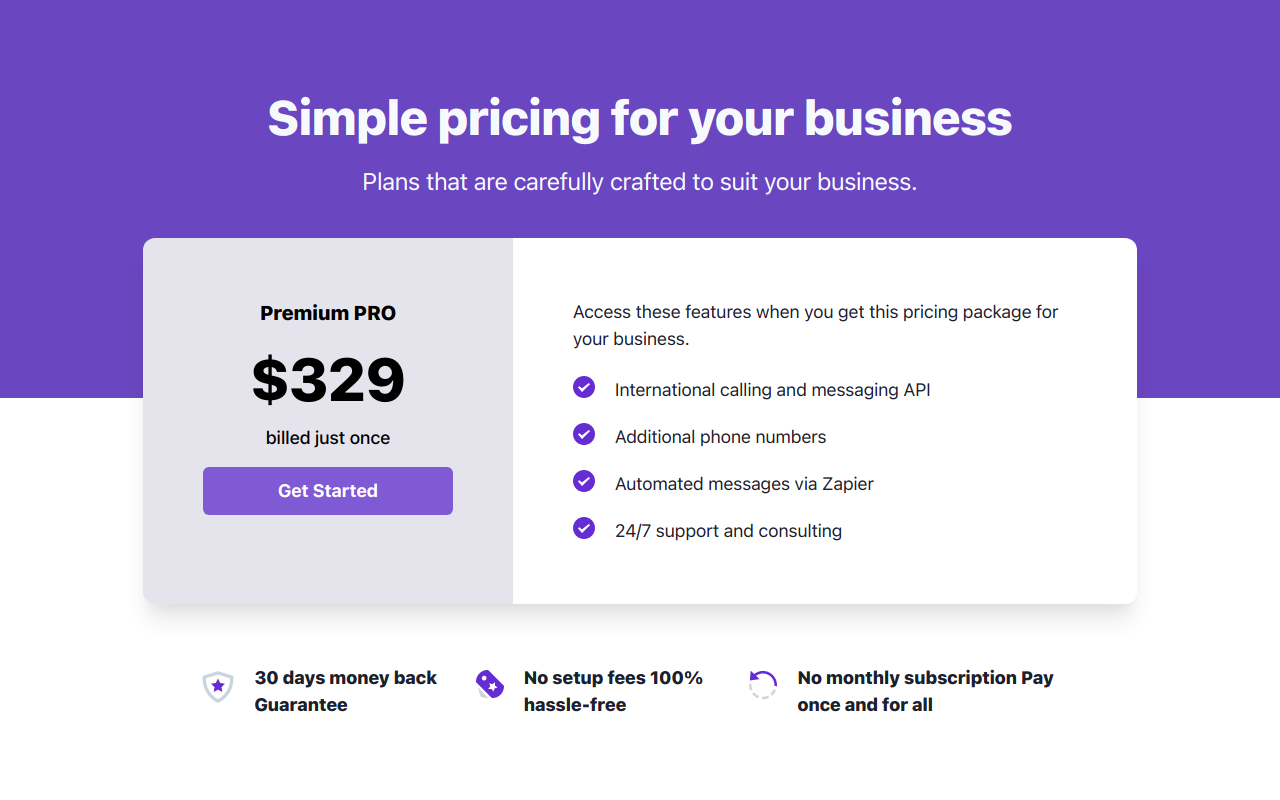 Simple pricing for your business
Plans that are carefully crafted to suit your business.
Premium PRO
$329
billed just once
Get Started
Access these features when you get this pricing package for
your business.
International calling and messaging API
Additional phone numbers
Automated messages via Zapier
24/7 support and consulting
30 days money back
Guarantee
No setup fees 100%
hassle-free
No monthly subscription Pay
once and for all